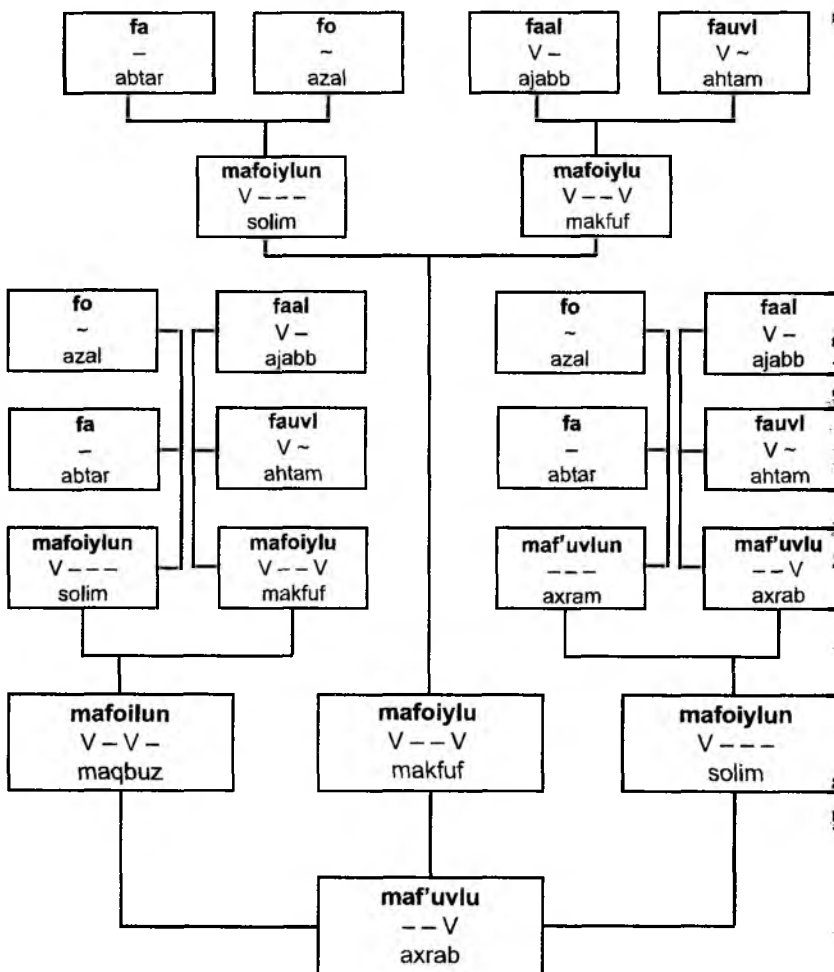 fa
–
abtar
fo
~
azal
faal
V –
ajabb
fauvl
V ~
ahtam
mafoiylun
V – – –
solim
mafoiylu
V – – V
makfuf
fo
~
azal
faal
V –
ajabb
fo
~
azal
faal
V –
ajabb
fa
–
abtar
fauvl
V ~
ahtam
fa
–
abtar
fauvl
V ~
ahtam
mafoiylun
V – – –
solim
mafoiylu
V – – V
makfuf
maf'uvlun
– – –
axram
maf'uvlu
– – V
axrab
mafoilun
V – V –
maqbuz
mafoiylu
V – – V
makfuf
mafoiylun
V – – –
solim
maf'uvlu
– – V
axrab